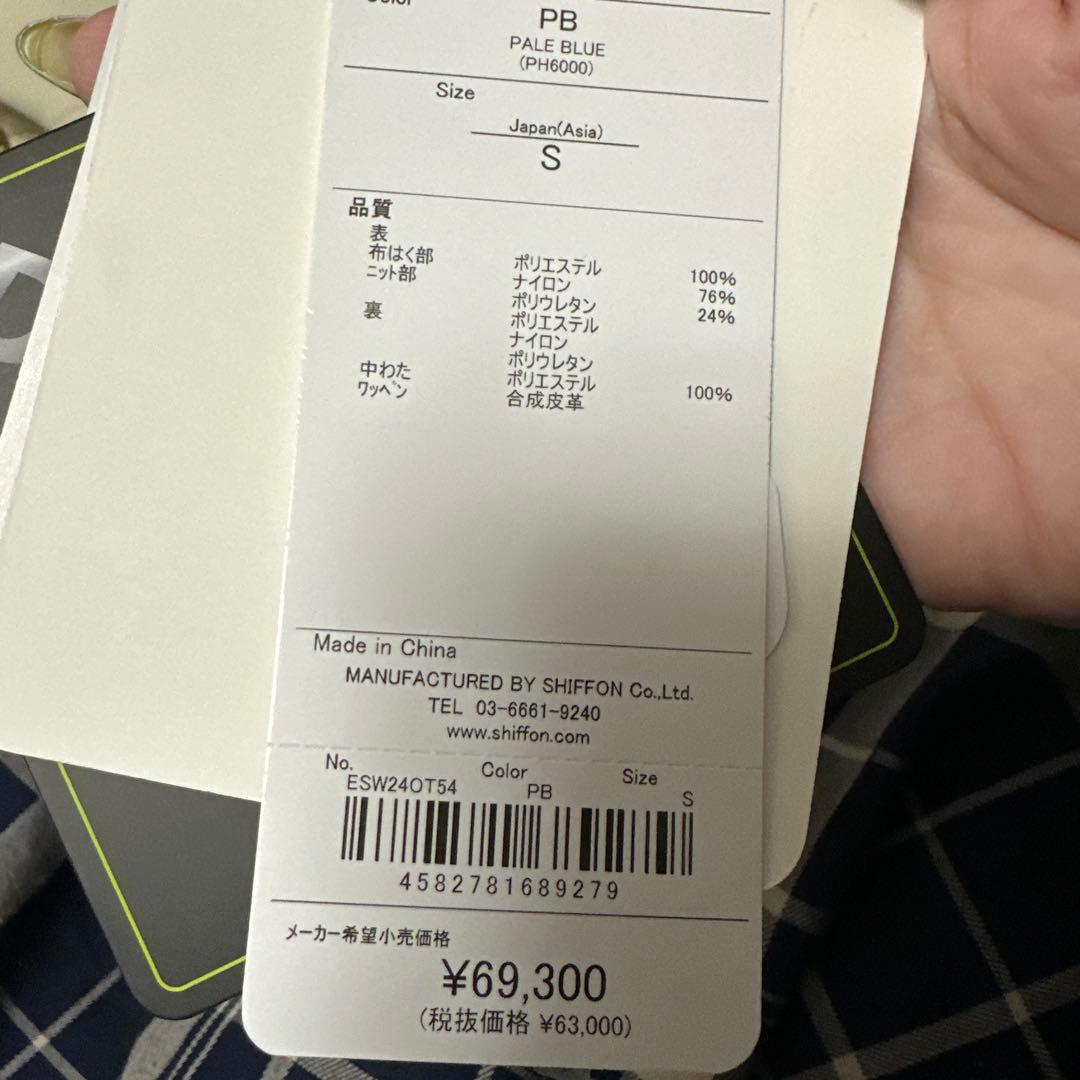 Color
PB
PALE BLUE
(PH6000)
Size
Japan(Asia)
S
品質
表
布はく部 ポリエステル 100%
ニット部 ナイロン 76%
ポリウレタン 24%
裏 ポリエステル
ナイロン
ポリウレタン
中わた ポリエステル 100%
ワッペン 合成皮革
Made in China
MANUFACTURED BY SHIFFON Co.,Ltd.
TEL 03-6661-9240
www.shiffon.com
No. Color Size
ESW24OT54 PB S
4582781689279
メーカー希望小売価格
¥69,300
(税抜価格 ¥63,000)